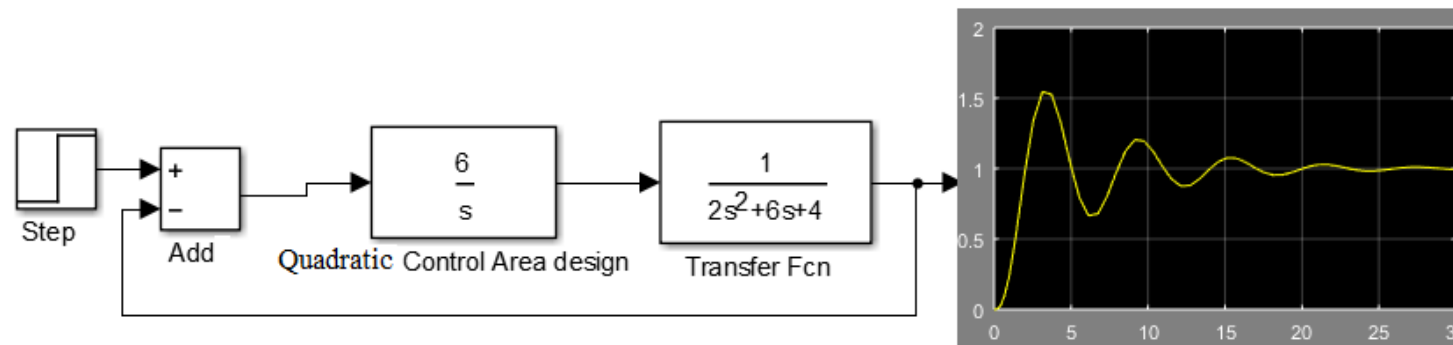 Step
+
−
Add
6
s
Quadratic Control Area design
1
2s²+6s+4
Transfer Fcn
2
1.5
1
0.5
0
0 5 10 15 20 25 3